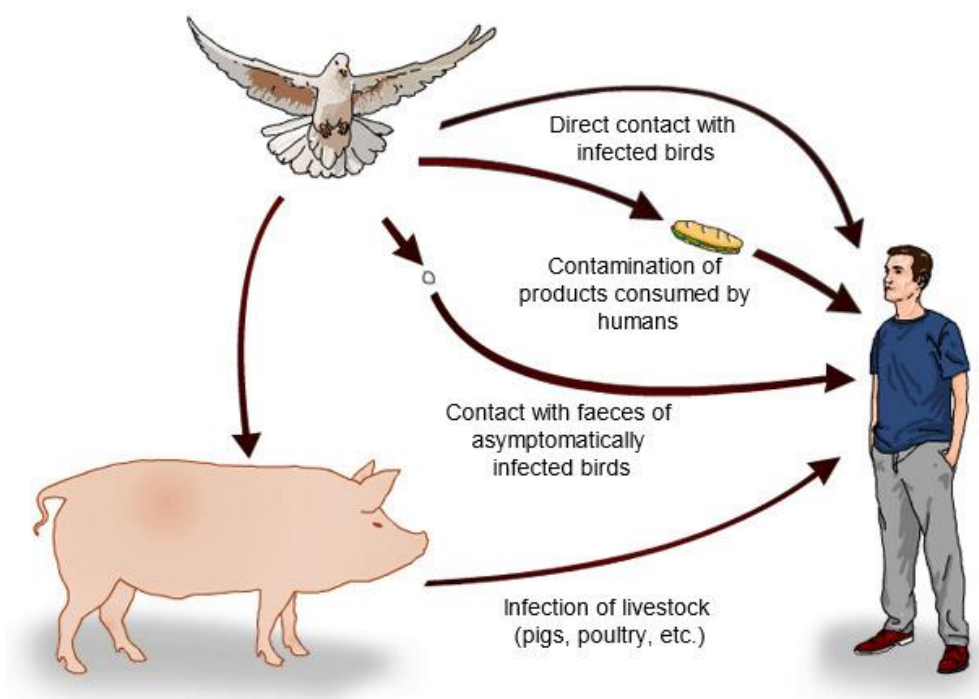 Direct contact with
infected birds
Contamination of
products consumed by
humans
Contact with faeces of
asymptomatically
infected birds
Infection of livestock
(pigs, poultry, etc.)